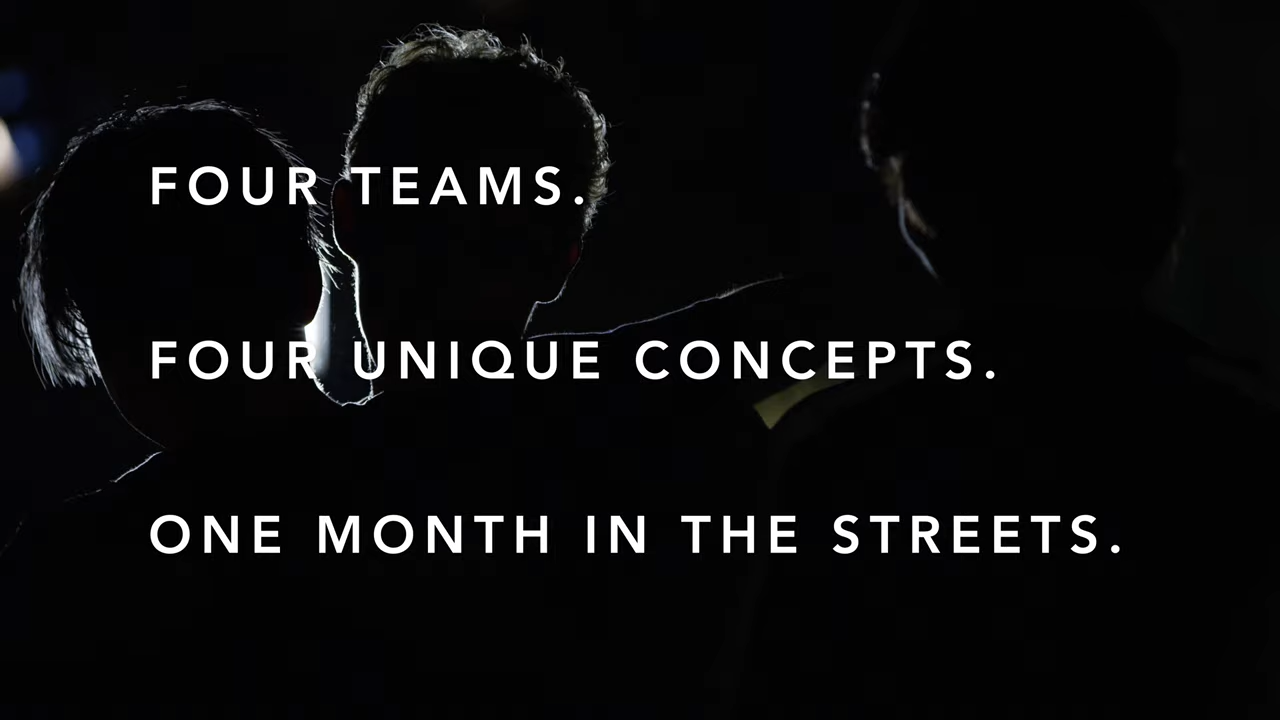 FOUR TEAMS.
FOUR UNIQUE CONCEPTS.
ONE MONTH IN THE STREETS.